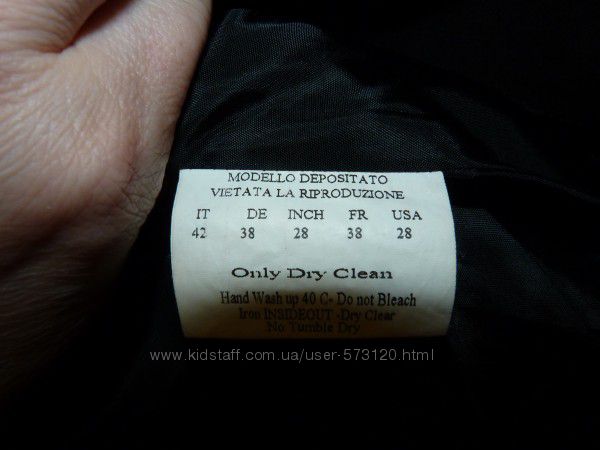 MODELLO DEPOSITATO
VIETATA LA RIPRODUZIONE
IT DE INCH FR USA
42 38 28 38 28
Only Dry Clean
Hand Wash up 40 C- Do not Bleach
Iron INSIDEOUT -Dry Clear
No Tumble Dry
www.kidstaff.com.ua/user-573120.html